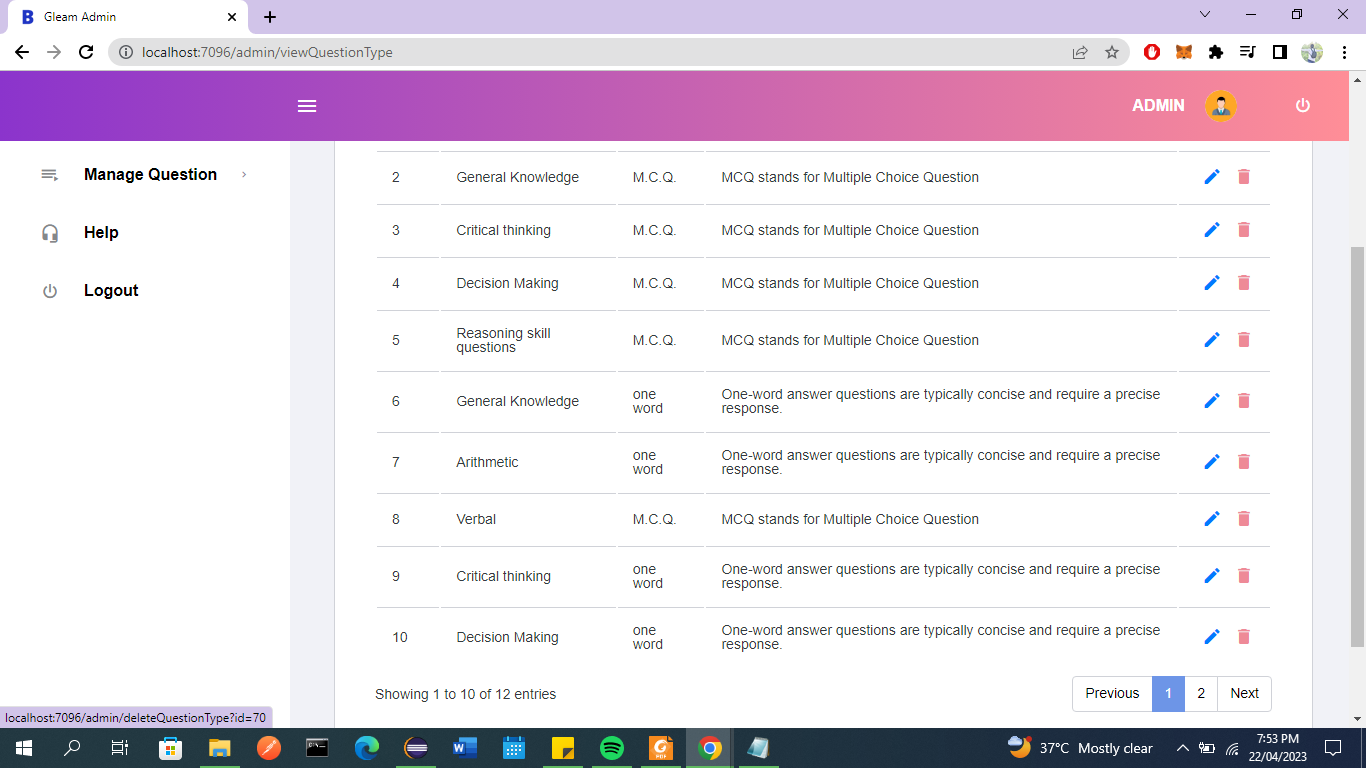 Gleam Admin
localhost:7096/admin/viewQuestionType
ADMIN
Manage Question
Help
Logout
2 General Knowledge M.C.Q. MCQ stands for Multiple Choice Question
3 Critical thinking M.C.Q. MCQ stands for Multiple Choice Question
4 Decision Making M.C.Q. MCQ stands for Multiple Choice Question
5 Reasoning skill questions M.C.Q. MCQ stands for Multiple Choice Question
6 General Knowledge one word One-word answer questions are typically concise and require a precise response.
7 Arithmetic one word One-word answer questions are typically concise and require a precise response.
8 Verbal M.C.Q. MCQ stands for Multiple Choice Question
9 Critical thinking one word One-word answer questions are typically concise and require a precise response.
10 Decision Making one word One-word answer questions are typically concise and require a precise response.
Showing 1 to 10 of 12 entries
Previous 1 2 Next
localhost:7096/admin/deleteQuestionType?id=70
37°C Mostly clear
7:53 PM
22/04/2023